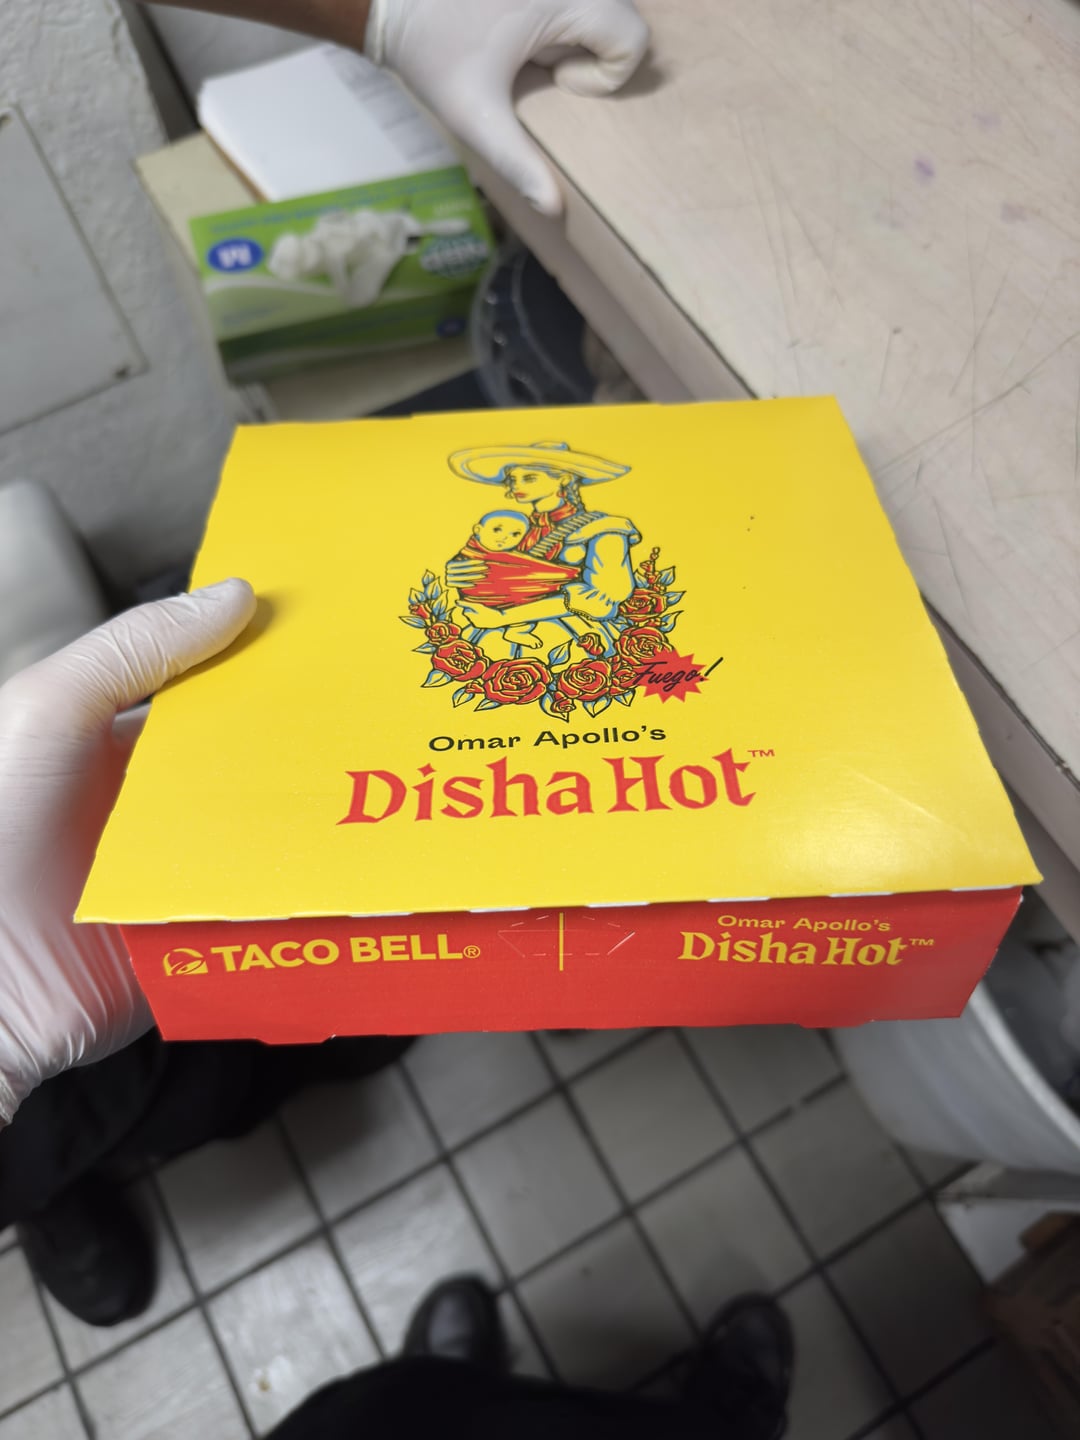 Fuego!
Omar Apollo's
Disha Hot™
TACO BELL®
Omar Apollo's
Disha Hot™